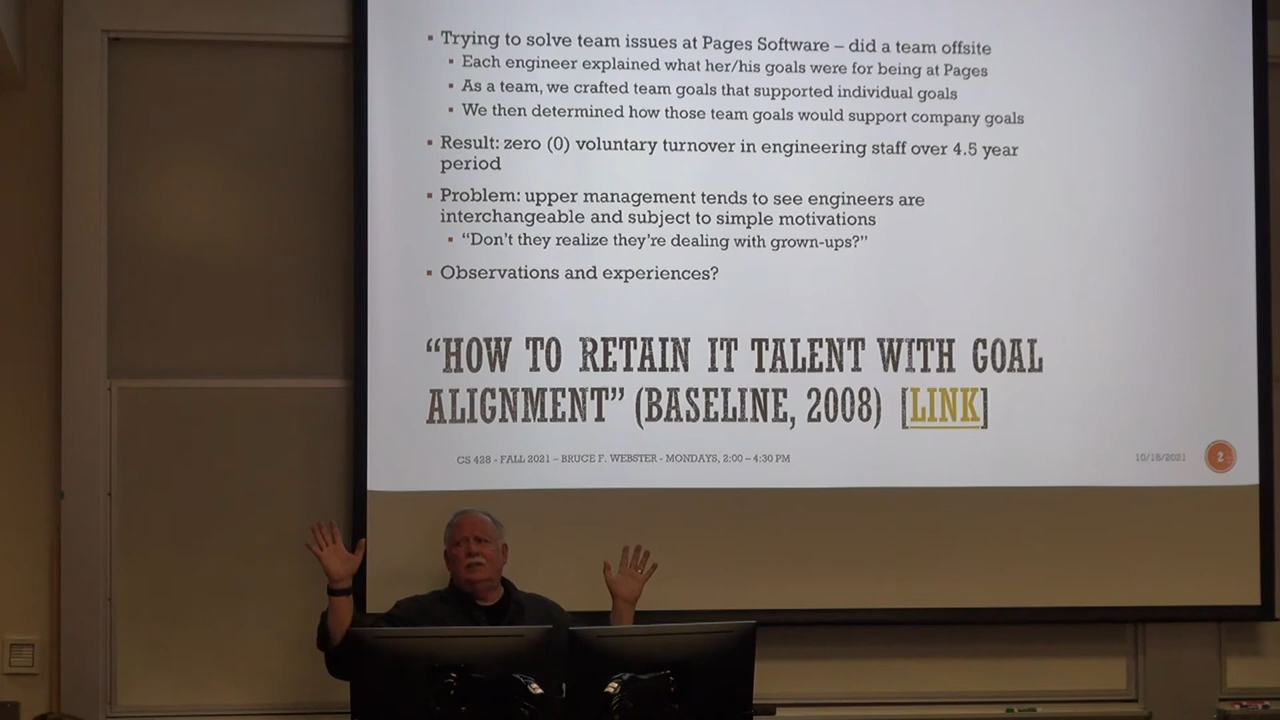 ▪ Trying to solve team issues at Pages Software – did a team offsite
▪ Each engineer explained what her/his goals were for being at Pages
▪ As a team, we crafted team goals that supported individual goals
▪ We then determined how those team goals would support company goals
▪ Result: zero (0) voluntary turnover in engineering staff over 4.5 year
period
▪ Problem: upper management tends to see engineers are
interchangeable and subject to simple motivations
▪ “Don’t they realize they’re dealing with grown-ups?”
▪ Observations and experiences?
“HOW TO RETAIN IT TALENT WITH GOAL
ALIGNMENT” (BASELINE, 2008) [LINK]
CS 428 - FALL 2021 – BRUCE F. WEBSTER - MONDAYS, 2:00 – 4:30 PM
10/18/2021
2